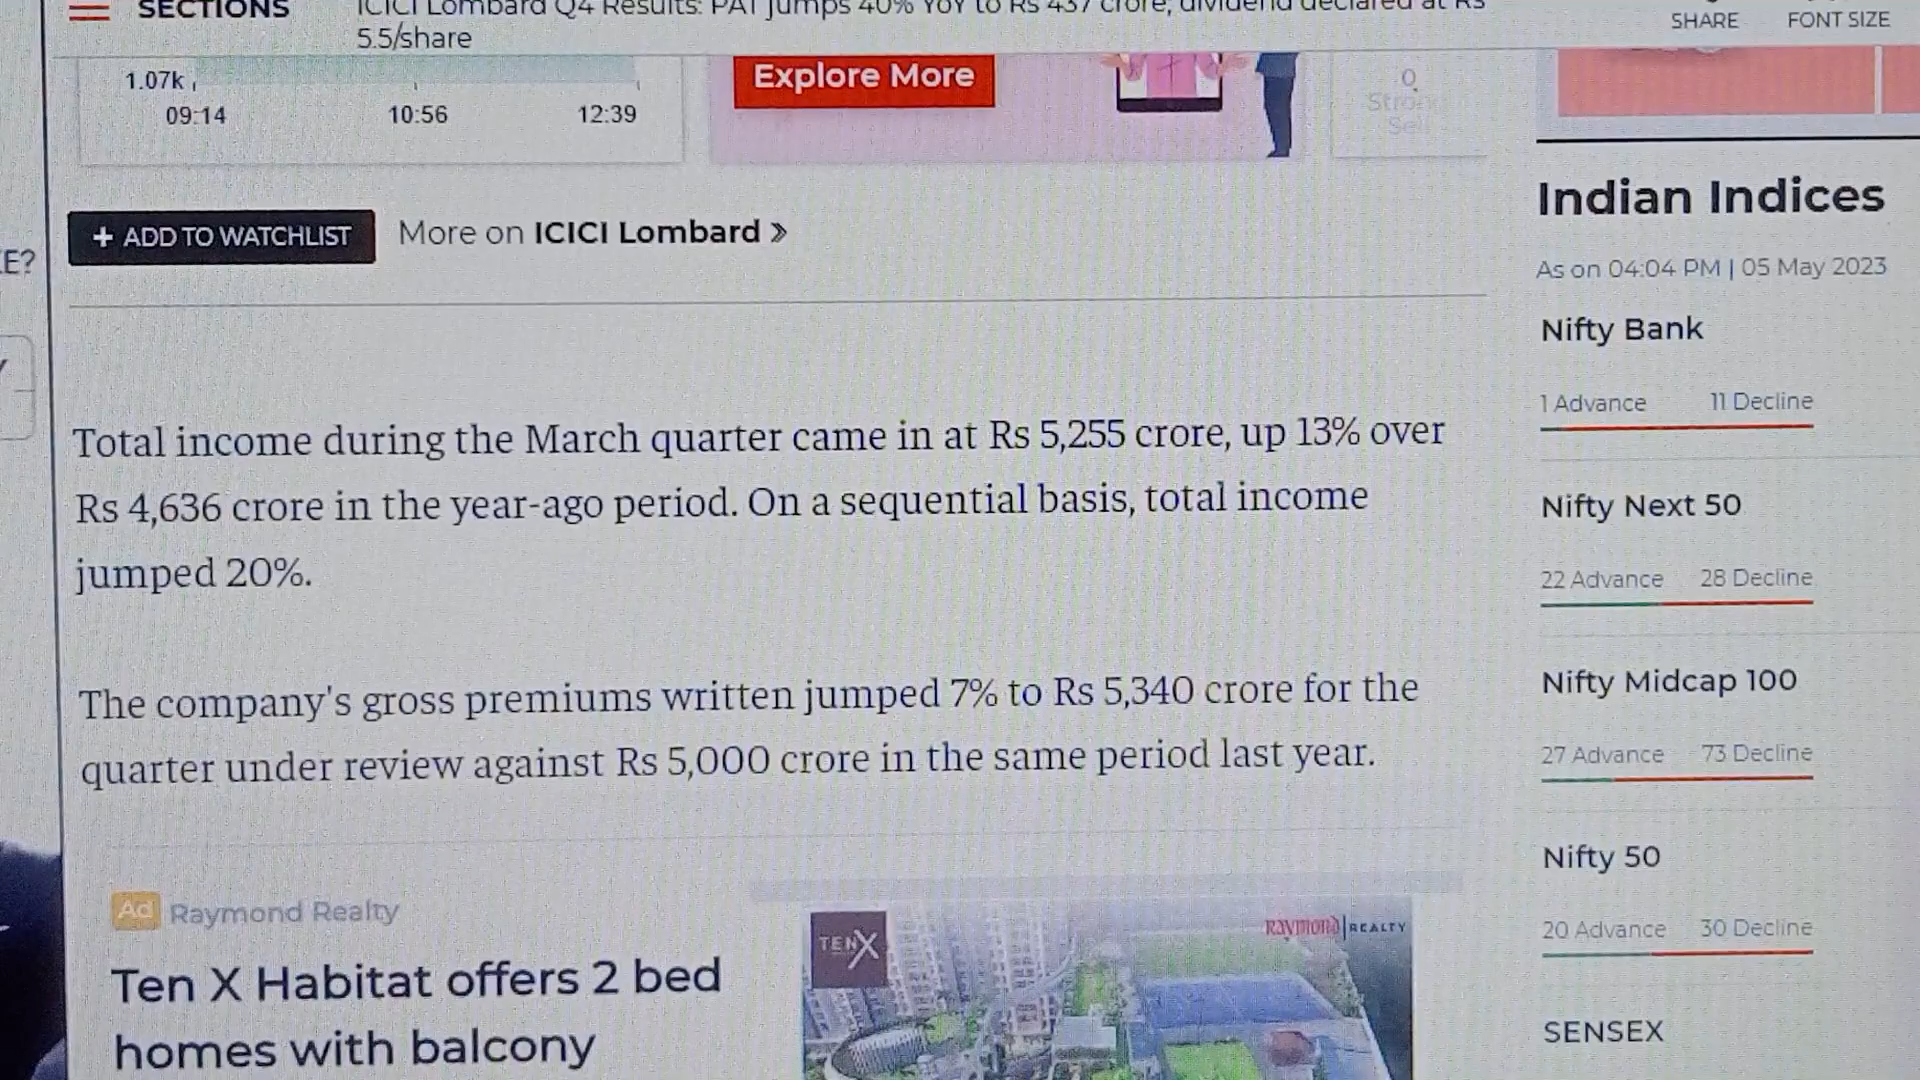 SECTIONS
ICICI Lombard Q4 Results: PAT jumps 40% YoY to Rs 437 crore; dividend declared at Rs
5.5/share
SHARE
FONT SIZE
1.07k
09:14
10:56
12:39
Explore More
0
Strong
Sell
E?
+ ADD TO WATCHLIST
More on ICICI Lombard »
Total income during the March quarter came in at Rs 5,255 crore, up 13% over
Rs 4,636 crore in the year-ago period. On a sequential basis, total income
jumped 20%.
The company's gross premiums written jumped 7% to Rs 5,340 crore for the
quarter under review against Rs 5,000 crore in the same period last year.
Ad Raymond Realty
Ten X Habitat offers 2 bed
homes with balcony
TEN X
Raymond REALTY
Indian Indices
As on 04:04 PM | 05 May 2023
Nifty Bank
1 Advance 11 Decline
Nifty Next 50
22 Advance 28 Decline
Nifty Midcap 100
27 Advance 73 Decline
Nifty 50
20 Advance 30 Decline
SENSEX